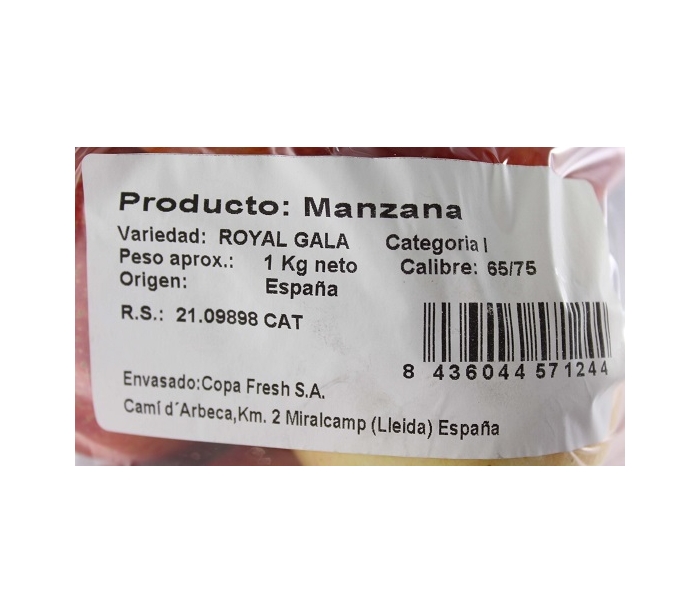 Producto: Manzana
Variedad: ROYAL GALA Categoria I
Peso aprox.: 1 Kg neto Calibre: 65/75
Origen: España
R.S.: 21.09898 CAT
8 436044 571244
Envasado:Copa Fresh S.A.
Camí d´Arbeca,Km. 2 Miralcamp (Lleida) España